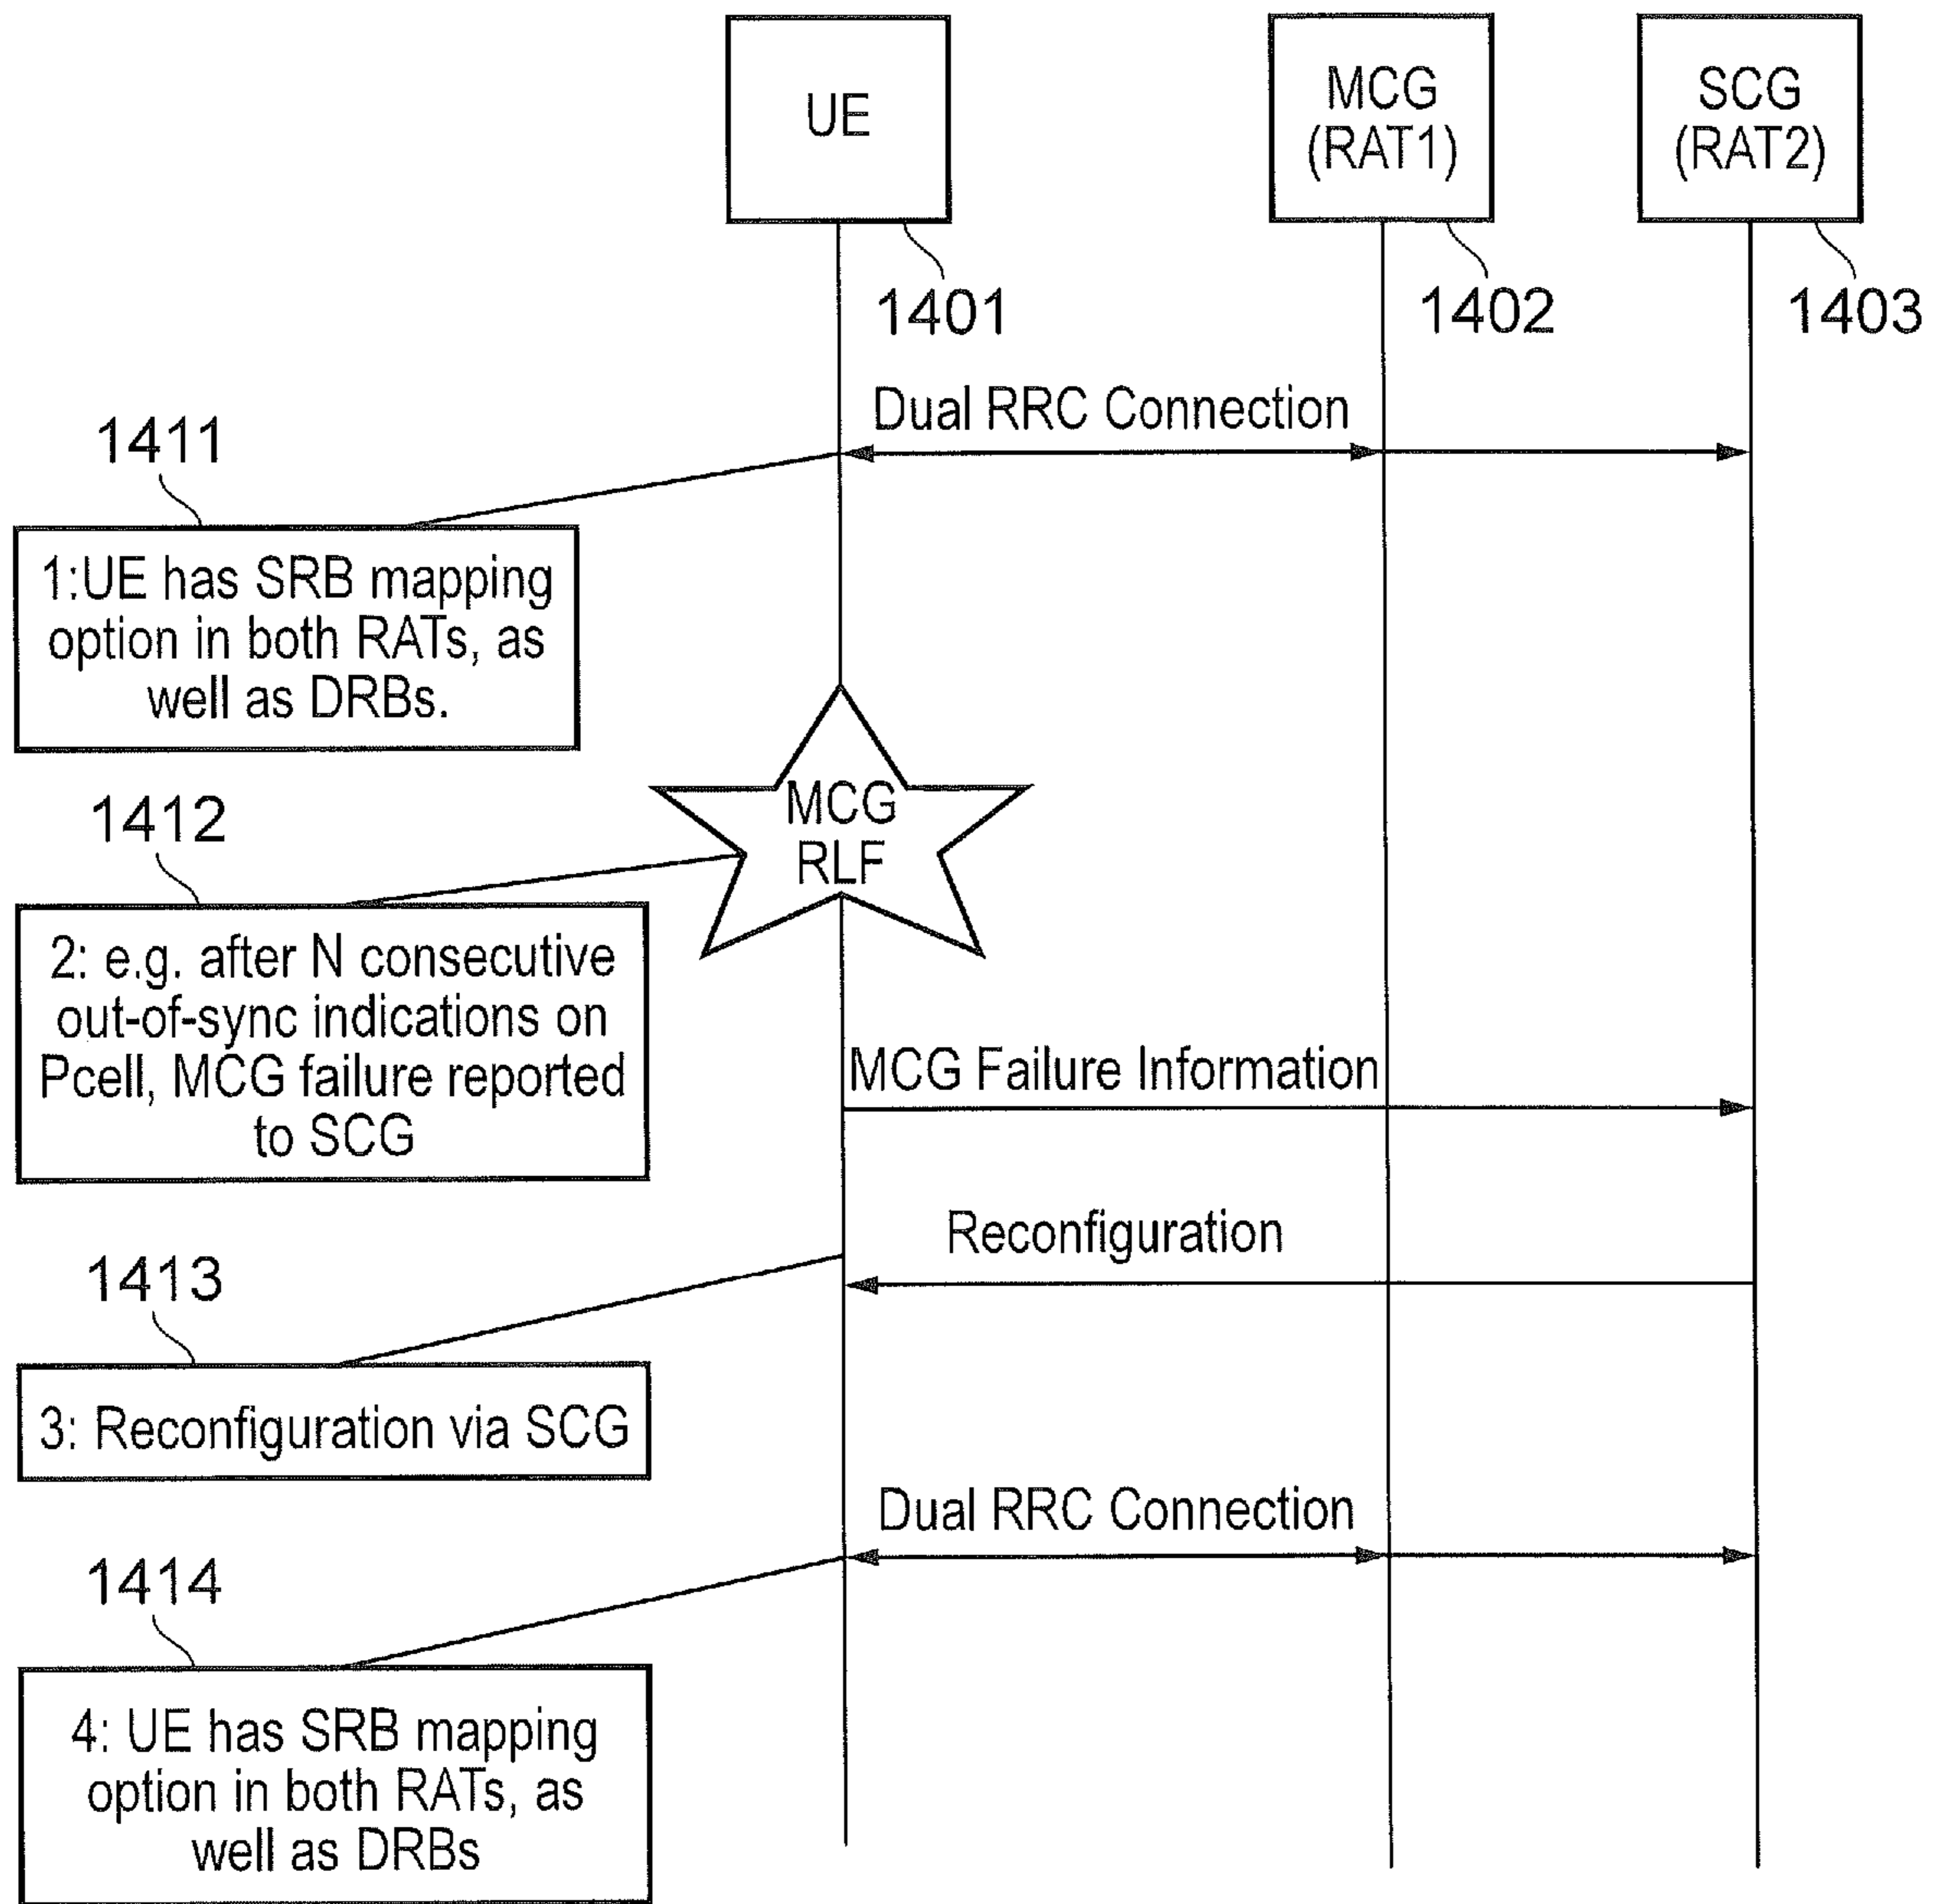 UE
MCG
(RAT1)
SCG
(RAT2)
1401
1402
1403
Dual RRC Connection
1411
1:UE has SRB mapping
option in both RATs, as
well as DRBs.
MCG
RLF
1412
2: e.g. after N consecutive
out-of-sync indications on
Pcell, MCG failure reported
to SCG
MCG Failure Information
Reconfiguration
1413
3: Reconfiguration via SCG
Dual RRC Connection
1414
4: UE has SRB mapping
option in both RATs, as
well as DRBs